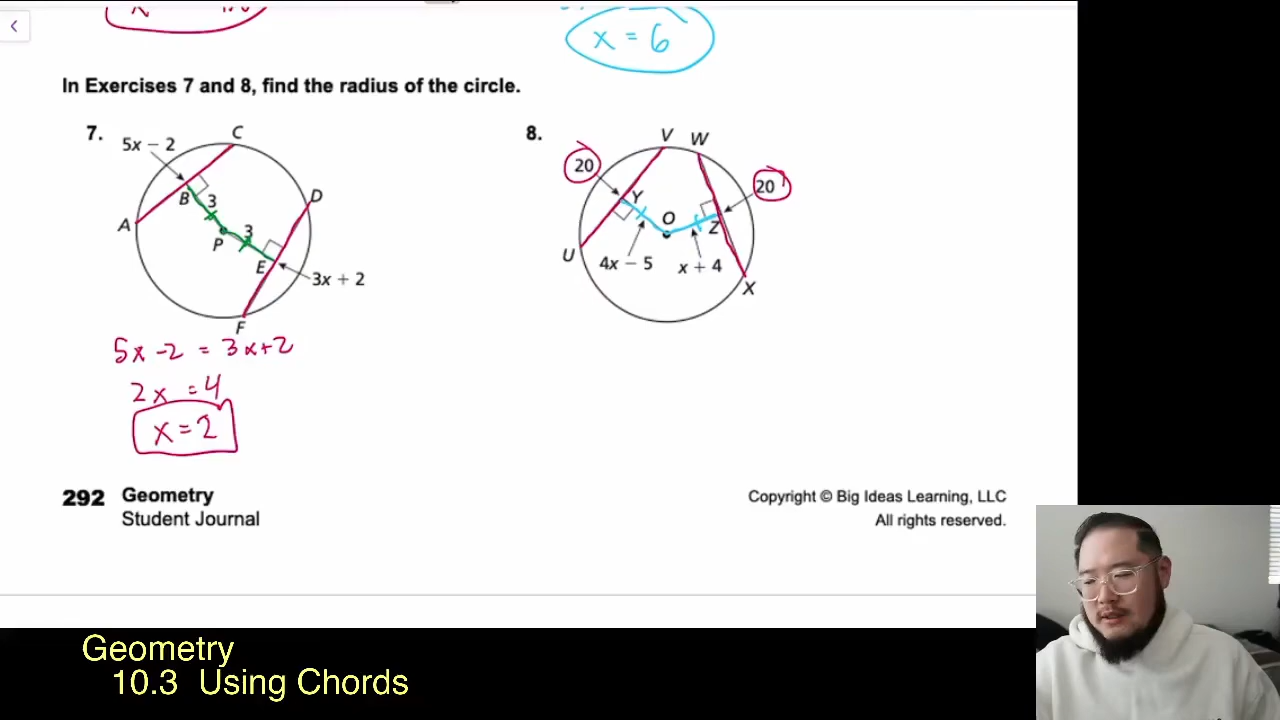 x = 6
In Exercises 7 and 8, find the radius of the circle.
7.
5x − 2
C
B
3
D
A
P
3
E
3x + 2
F
5x − 2 = 3x + 2
2x = 4
x = 2
8.
V W
20
20
Y
O
Z
U
4x − 5
x + 4
X
292 Geometry
Student Journal
Copyright © Big Ideas Learning, LLC
All rights reserved.
Geometry
10.3 Using Chords